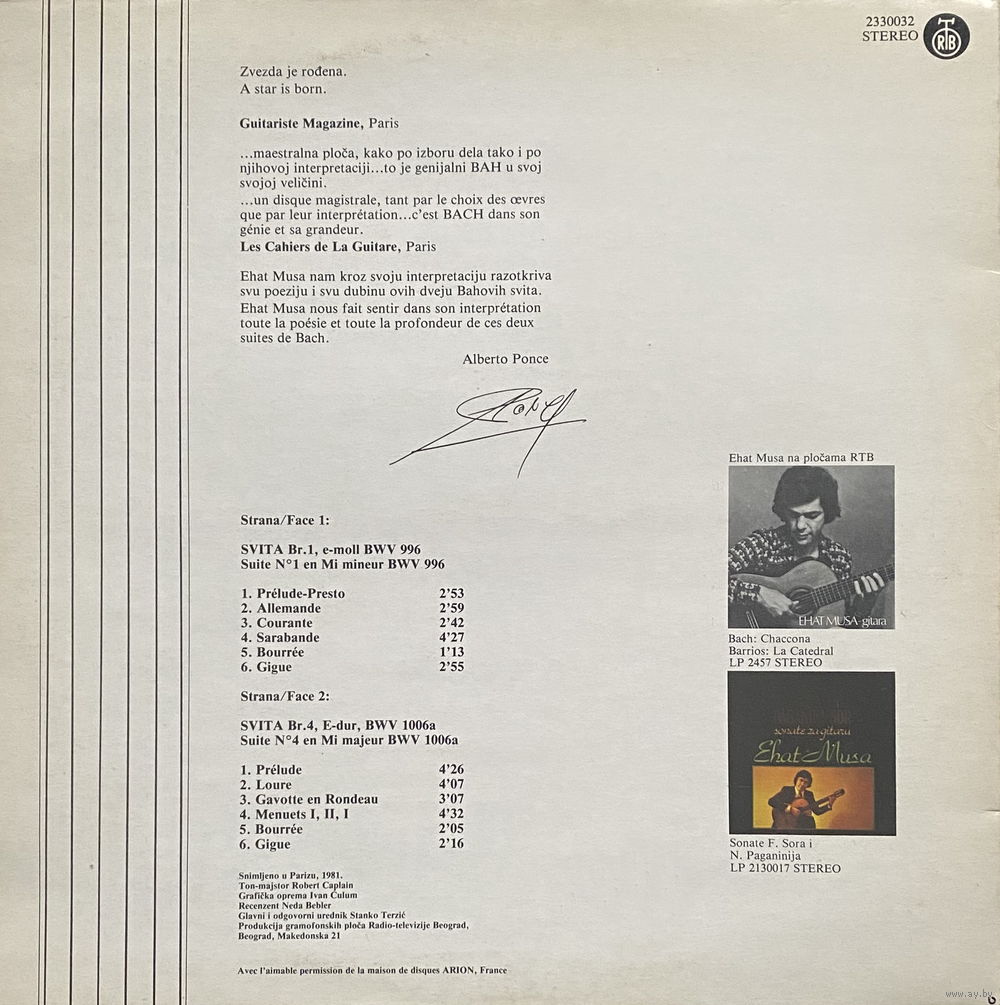 2330032
STEREO
RTB
Zvezda je rođena.
A star is born.
Guitariste Magazine, Paris
...maestralna ploča, kako po izboru dela tako i po
njihovoj interpretaciji...to je genijalni BAH u svoj
svojoj veličini.
...un disque magistrale, tant par le choix des œvres
que par leur interprétation...c'est BACH dans son
génie et sa grandeur.
Les Cahiers de La Guitare, Paris
Ehat Musa nam kroz svoju interpretaciju razotkriva
svu poeziju i svu dubinu ovih dveju Bahovih svita.
Ehat Musa nous fait sentir dans son interprétation
toute la poésie et toute la profondeur de ces deux
suites de Bach.
Alberto Ponce
Ehat Musa na pločama RTB
EHAT MUSA-gitara
Bach: Chaccona
Barrios: La Catedral
LP 2457 STEREO
sonate za gitaru
Ehat Musa
Sonate F. Sora i
N. Paganinija
LP 2130017 STEREO
Strana/Face 1:
SVITA Br.1, e-moll BWV 996
Suite N°1 en Mi mineur BWV 996
1. Prélude-Presto 2’53
2. Allemande 2’59
3. Courante 2’42
4. Sarabande 4’27
5. Bourrée 1’13
6. Gigue 2’55
Strana/Face 2:
SVITA Br.4, E-dur, BWV 1006a
Suite N°4 en Mi majeur BWV 1006a
1. Prélude 4’26
2. Loure 4’07
3. Gavotte en Rondeau 3’07
4. Menuets I, II, I 4’32
5. Bourrée 2’05
6. Gigue 2’16
Snimljeno u Parizu, 1981.
Ton-majstor Robert Caplain
Grafička oprema Ivan Ćulum
Recenzent Neda Bebler
Glavni i odgovorni urednik Stanko Terzić
Produkcija gramofonskih ploča Radio-televizije Beograd,
Beograd, Makedonska 21
Avec l'aimable permission de la maison de disques ARION, France
www.ay.by